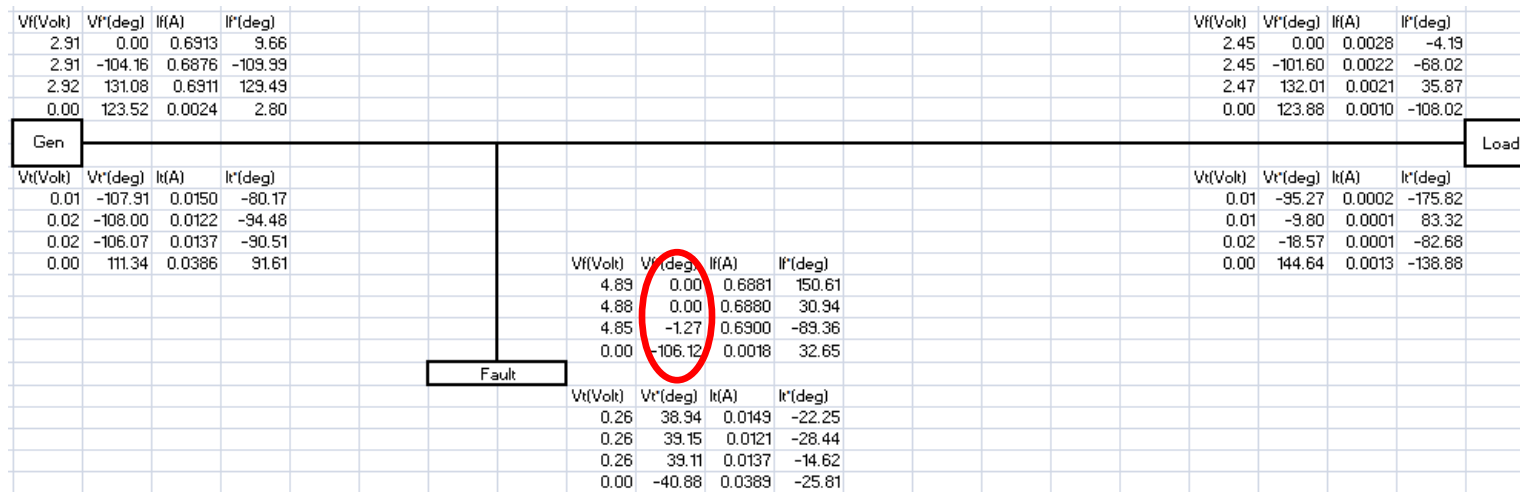 Vf(Volt) Vf°(deg) If(A) If°(deg) Vf(Volt) Vf°(deg) If(A) If°(deg)
2.91 0.00 0.6913 9.66 2.45 0.00 0.0028 -4.19
2.91 -104.16 0.6876 -109.99 2.45 -101.60 0.0022 -68.02
2.92 131.08 0.6911 129.49 2.47 132.01 0.0021 35.87
0.00 123.52 0.0024 2.80 0.00 123.88 0.0010 -108.02
Gen Load
Vt(Volt) Vt°(deg) It(A) It°(deg) Vt(Volt) Vt°(deg) It(A) It°(deg)
0.01 -107.91 0.0150 -80.17 0.01 -95.27 0.0002 -175.82
0.02 -108.00 0.0122 -94.48 0.01 -9.80 0.0001 83.32
0.02 -106.07 0.0137 -90.51 0.02 -18.57 0.0001 -82.68
0.00 111.34 0.0386 91.61 Vf(Volt) Vf°(deg) If(A) If°(deg) 0.00 144.64 0.0013 -138.88
4.89 0.00 0.6881 150.61
4.88 0.00 0.6880 30.94
4.85 -1.27 0.6900 -89.36
0.00 -106.12 0.0018 32.65
Fault
Vt(Volt) Vt°(deg) It(A) It°(deg)
0.26 38.94 0.0149 -22.25
0.26 39.15 0.0121 -28.44
0.26 39.11 0.0137 -14.62
0.00 -40.88 0.0389 -25.81